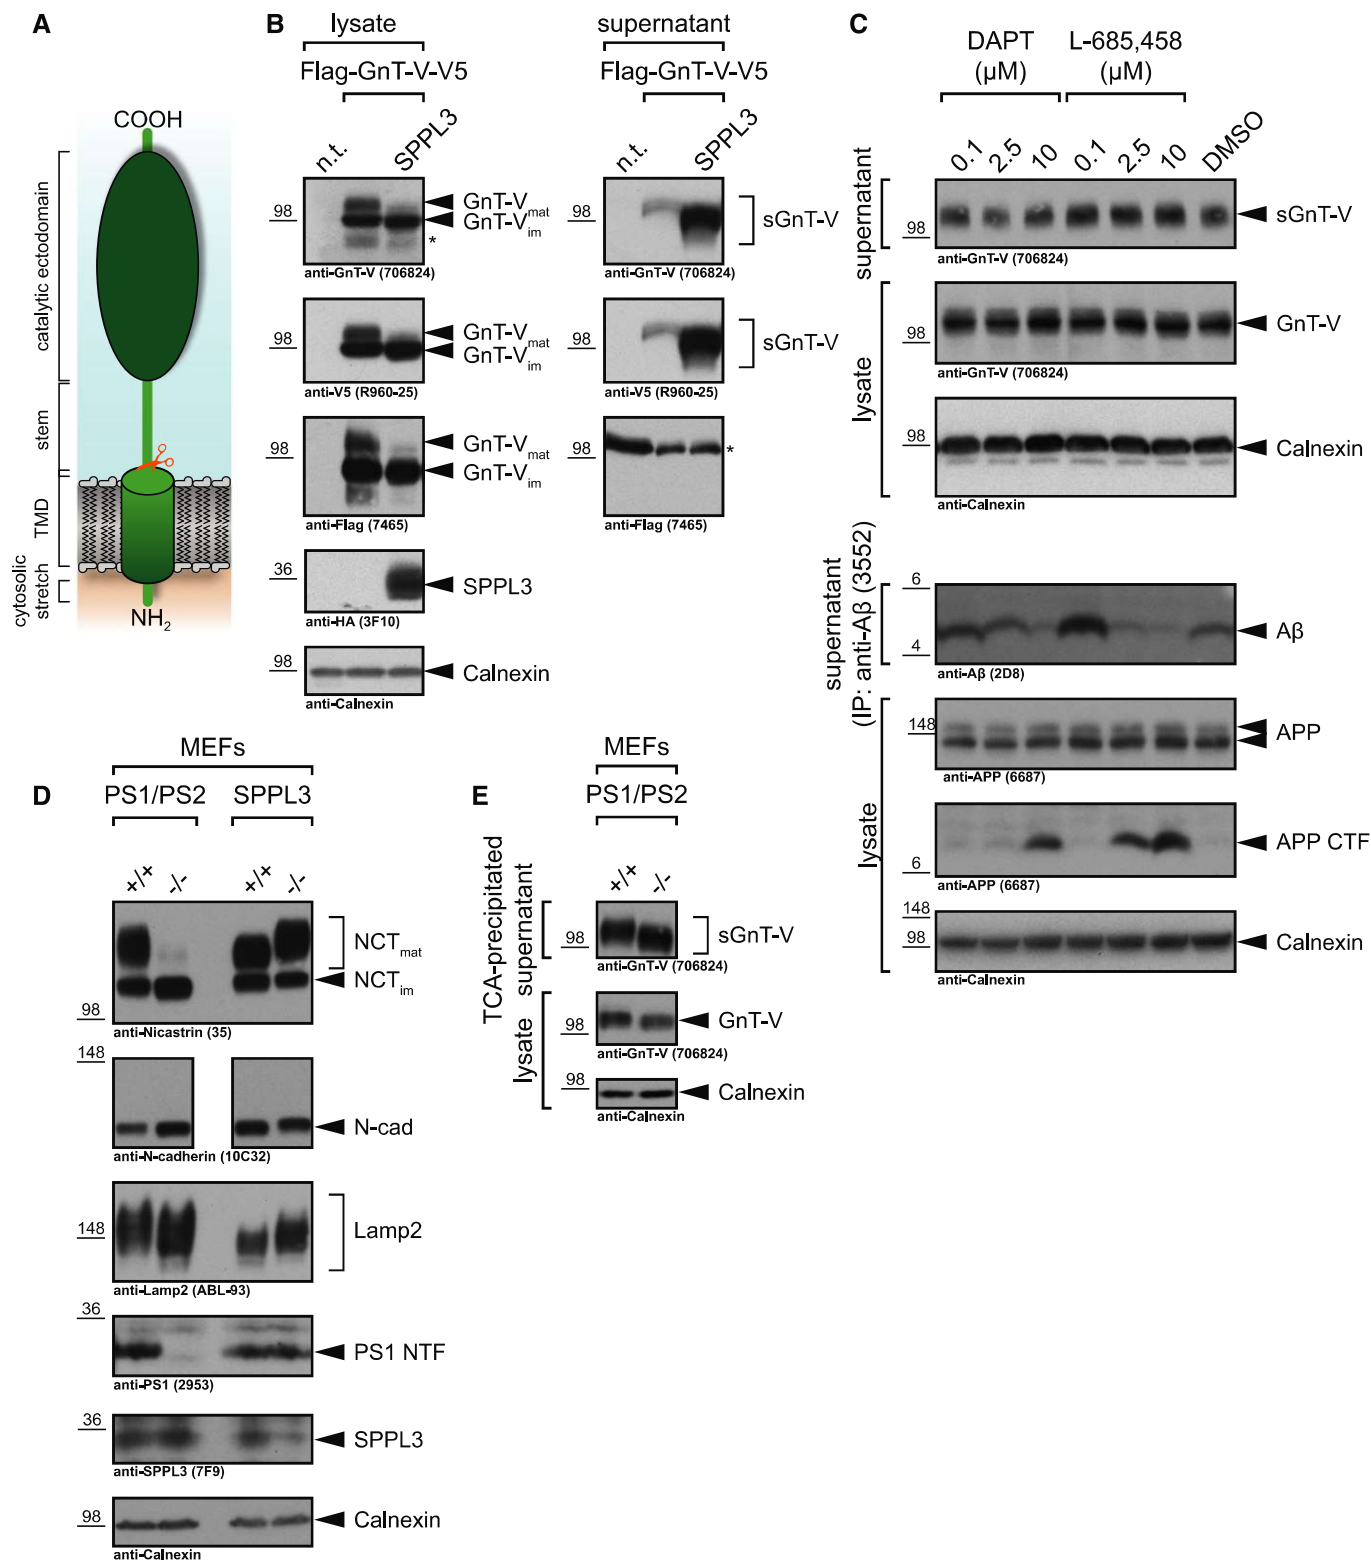 A
COOH
catalytic ectodomain
stem
TMD
cytosolic
stretch
NH2
B
lysate
Flag-GnT-V-V5
n.t.
SPPL3
98
GnT-Vmat
GnT-Vim
*
anti-GnT-V (706824)
98
GnT-Vmat
GnT-Vim
anti-V5 (R960-25)
98
GnT-Vmat
GnT-Vim
anti-Flag (7465)
36
SPPL3
anti-HA (3F10)
98
Calnexin
anti-Calnexin
supernatant
Flag-GnT-V-V5
n.t.
SPPL3
98
sGnT-V
anti-GnT-V (706824)
98
sGnT-V
anti-V5 (R960-25)
98
*
anti-Flag (7465)
C
DAPT
(μM)
L-685,458
(μM)
0.1 2.5 10 0.1 2.5 10 DMSO
supernatant
98
sGnT-V
anti-GnT-V (706824)
lysate
98
GnT-V
anti-GnT-V (706824)
98
Calnexin
anti-Calnexin
supernatant
(IP: anti-Aβ (3552)
6
4
Aβ
anti-Aβ (2D8)
lysate
148
APP
anti-APP (6687)
6
APP CTF
anti-APP (6687)
148
98
Calnexin
anti-Calnexin
D
MEFs
PS1/PS2 SPPL3
+/+ -/- +/+ -/-
NCTmat
NCTim
98
anti-Nicastrin (35)
148
N-cad
anti-N-cadherin (10C32)
148
Lamp2
anti-Lamp2 (ABL-93)
36
PS1 NTF
anti-PS1 (2953)
36
SPPL3
anti-SPPL3 (7F9)
98
Calnexin
anti-Calnexin
E
MEFs
PS1/PS2
+/+ -/-
TCA-precipitated
supernatant
98
sGnT-V
anti-GnT-V (706824)
lysate
98
GnT-V
anti-GnT-V (706824)
98
Calnexin
anti-Calnexin